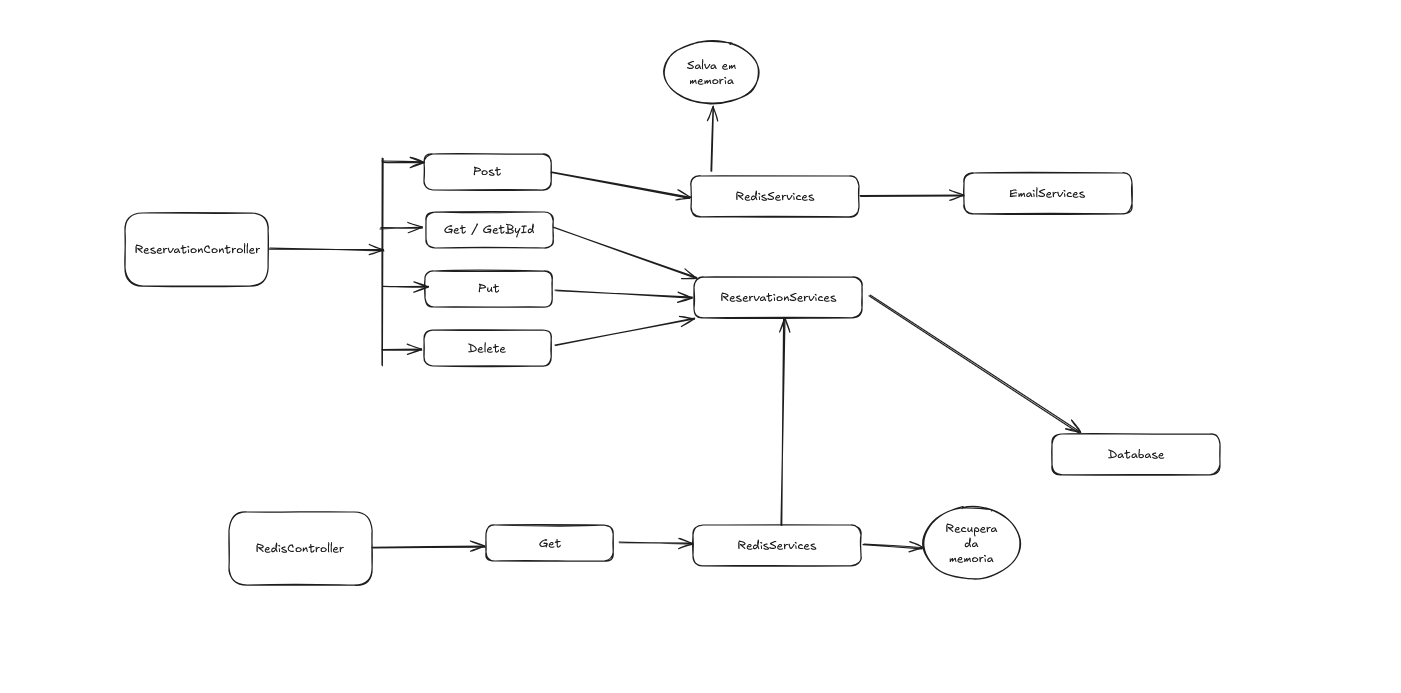 Salva em
memoria
Post
RedisServices
EmailServices
ReservationController
Get / GetById
Put
ReservationServices
Delete
Database
RedisController
Get
RedisServices
Recupera
da
memoria